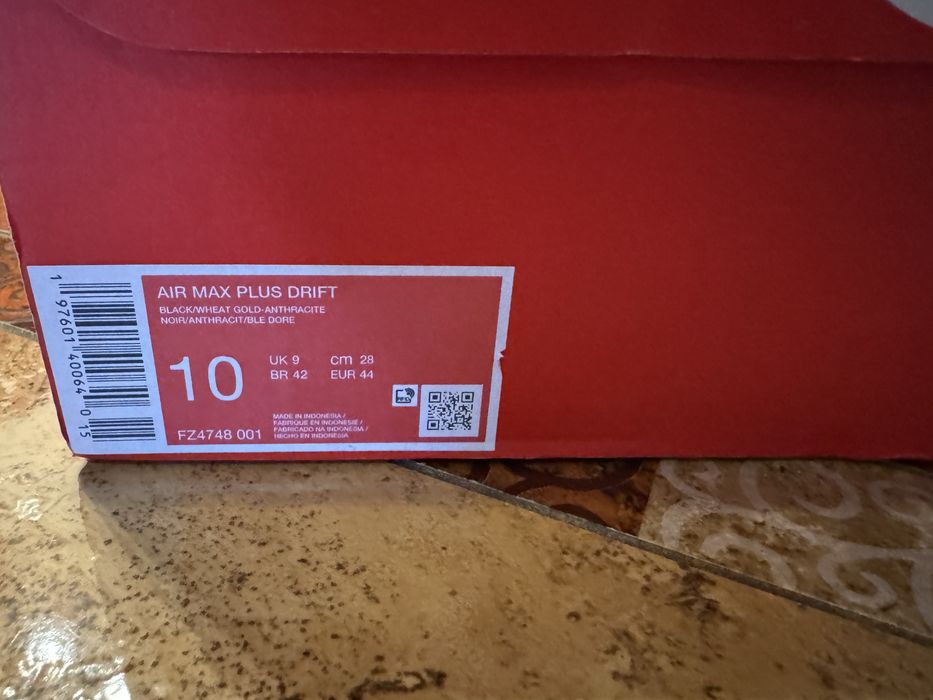 AIR MAX PLUS DRIFT
BLACK/WHEAT GOLD-ANTHRACITE
NOIR/ANTHRACIT/BLE DORE
10
UK 9 cm 28
BR 42 EUR 44
MADE IN INDONESIA /
FABRIQUE EN INDONESIE /
FABRICADO NA INDONESIA /
HECHO EN INDONESIA
FZ4748 001
1 97601 40064 0 15